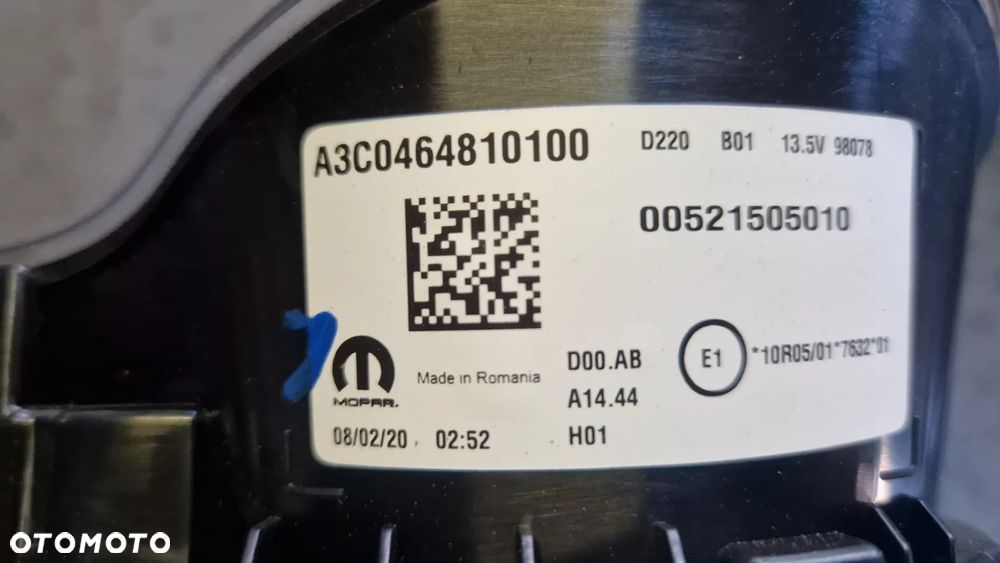 A3C0464810100 D220 B01 13.5V 98078
00521505010
D00.AB E1 *10R05/01*7632*01
MOPAR. Made in Romania
A14.44
08/02/20 02:52 H01
OTOMOTO